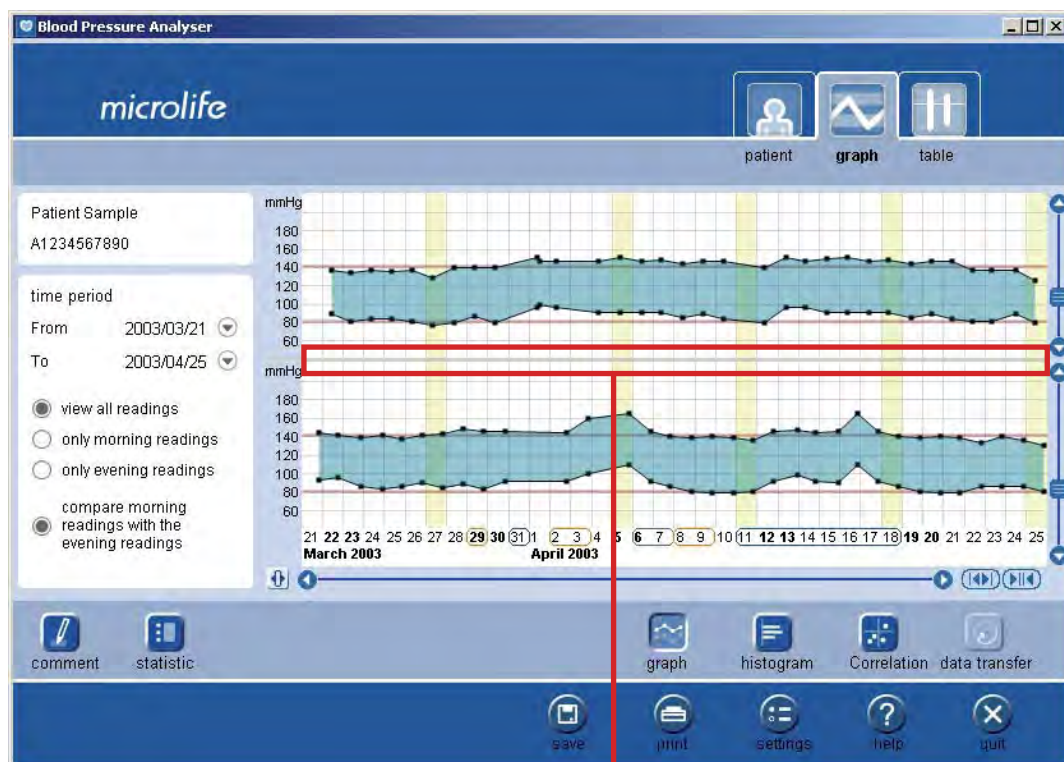 Blood Pressure Analyser
microlife
patient graph table
Patient Sample
A1234567890
time period
From 2003/03/21
To 2003/04/25
view all readings
only morning readings
only evening readings
compare morning
readings with the
evening readings
mmHg
180
160
140
120
100
80
60
mmHg
180
160
140
120
100
80
60
21 22 23 24 25 26 27 28 29 30 31 1 2 3 4 5 6 7 8 9 10 11 12 13 14 15 16 17 18 19 20 21 22 23 24 25
March 2003 April 2003
comment statistic graph histogram Correlation data transfer
save print settings help quit